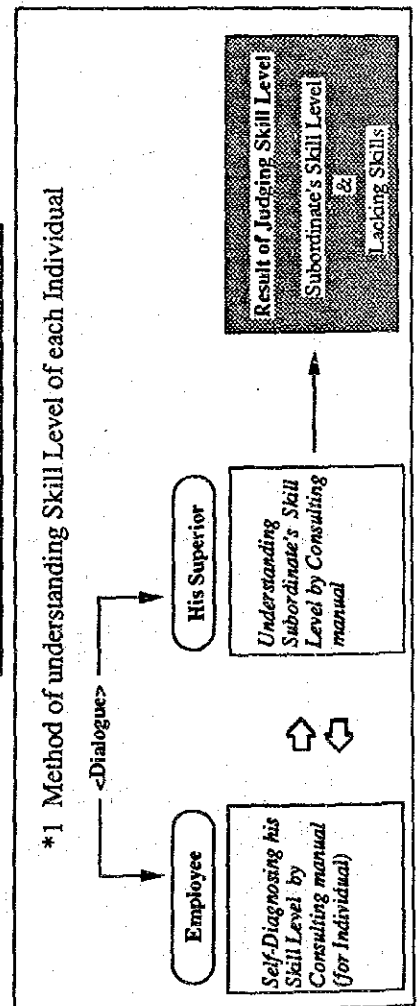 *1 Method of understanding Skill Level of each Individual
<Dialogue>
Employee
Self-Diagnosing his
Skill Level by
Consulting manual
(for Individual)
His Superior
Understanding
Subordinate's Skill
Level by Consulting
manual
Result of Judging Skill Level
Subordinate's Skill Level
&
Lacking Skills